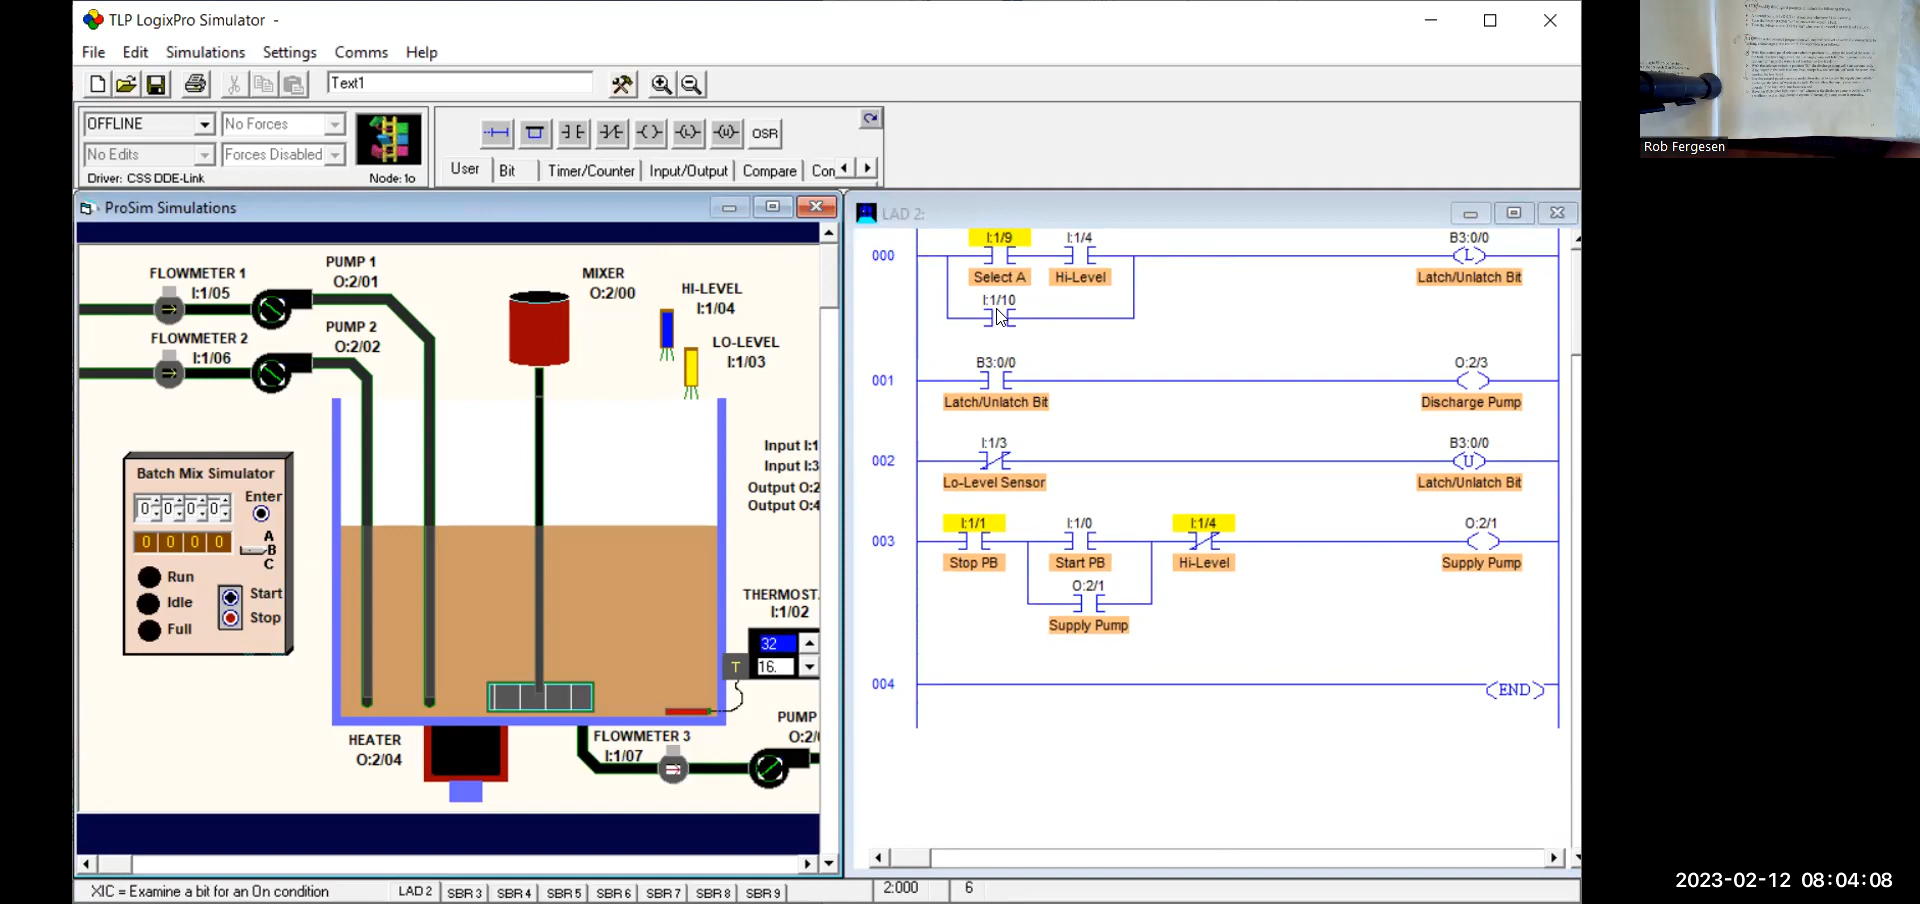 TLP LogixPro Simulator -
File Edit Simulations Settings Comms Help
Text1
OFFLINE No Forces
No Edits Forces Disabled
Driver: CSS DDE-Link Node: 1o
OSR
User Bit Timer/Counter Input/Output Compare Con
ProSim Simulations
FLOWMETER 1
I:1/05
PUMP 1
O:2/01
FLOWMETER 2
I:1/06
PUMP 2
O:2/02
MIXER
O:2/00
HI-LEVEL
I:1/04
LO-LEVEL
I:1/03
Input I:1
Input I:3
Output O:2
Output O:4
Batch Mix Simulator
0 0 0 0
Enter
0 0 0 0
A
B
C
Run
Idle
Full
Start
Stop
THERMOST.
I:1/02
32
16.
T
HEATER
O:2/04
FLOWMETER 3
I:1/07
PUMP
O:2/
LAD 2:
I:1/9 I:1/4 B3:0/0
000 L
Select A Hi-Level Latch/Unlatch Bit
I:1/10
B3:0/0 O:2/3
001
Latch/Unlatch Bit Discharge Pump
I:1/3 B3:0/0
002 U
Lo-Level Sensor Latch/Unlatch Bit
I:1/1 I:1/0 I:1/4 O:2/1
003
Stop PB Start PB Hi-Level Supply Pump
O:2/1
Supply Pump
004 END
XIC = Examine a bit for an On condition
LAD 2 SBR 3 SBR 4 SBR 5 SBR 6 SBR 7 SBR 8 SBR 9
2:000 6
Rob Fergesen
2023-02-12 08:04:08